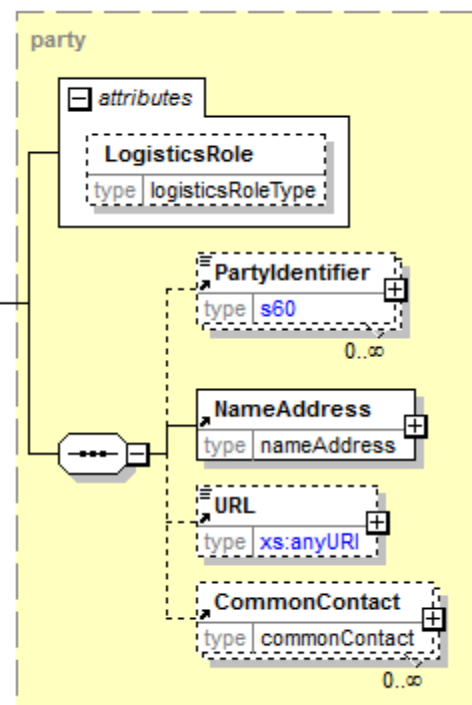 party
attributes
LogisticsRole
type logisticsRoleType
PartyIdentifier
type s60
0..∞
NameAddress
type nameAddress
URL
type xs:anyURI
CommonContact
type commonContact
0..∞